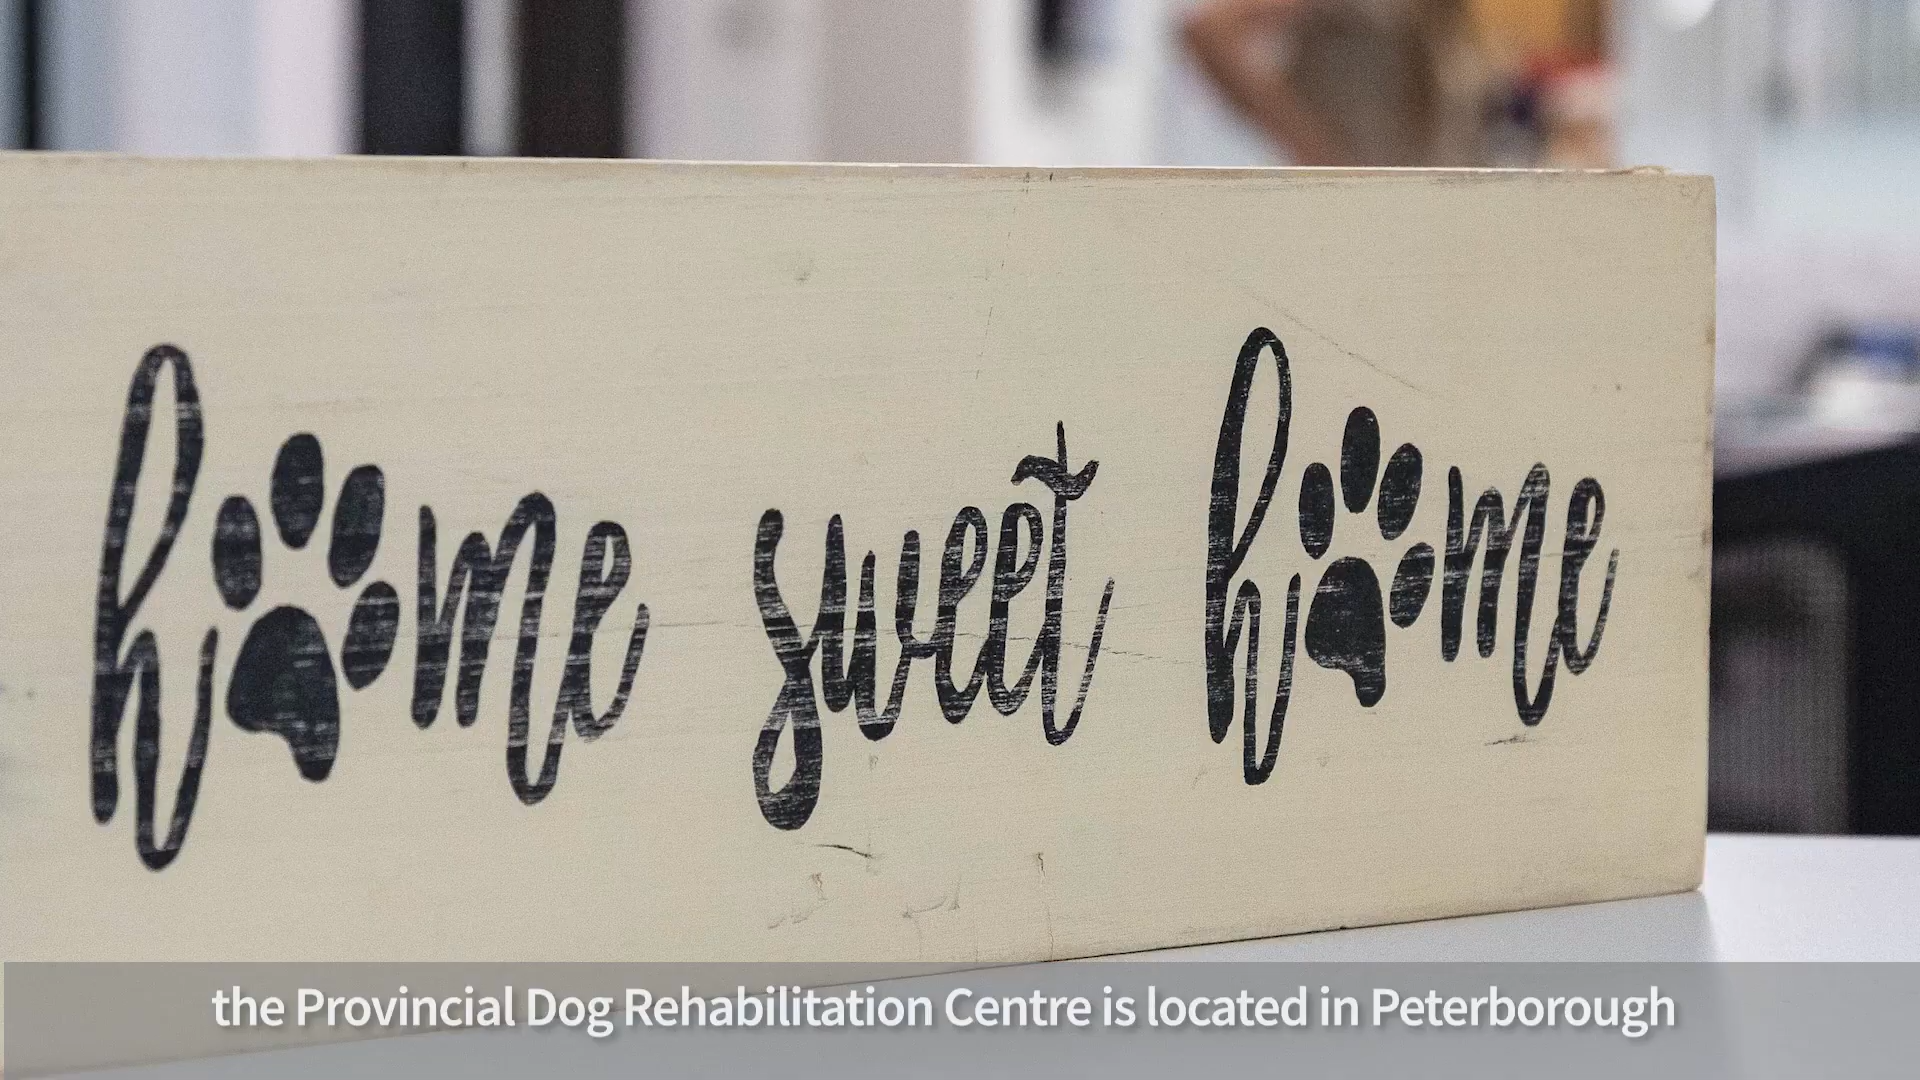 home sweet home
the Provincial Dog Rehabilitation Centre is located in Peterborough